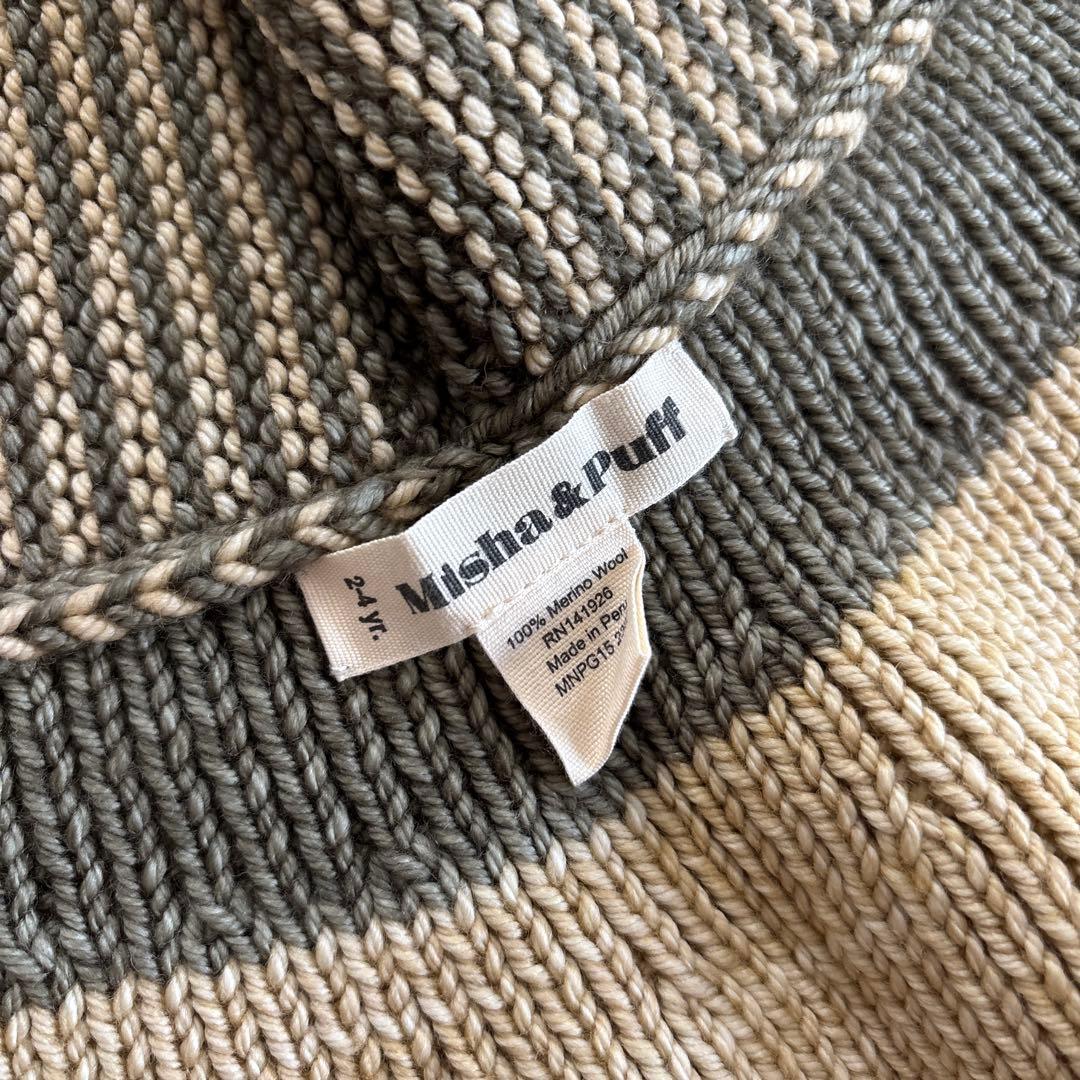 Misha & Puff
2-4 yr.
100% Merino Wool
RN141926
Made in Peru
MNPG15